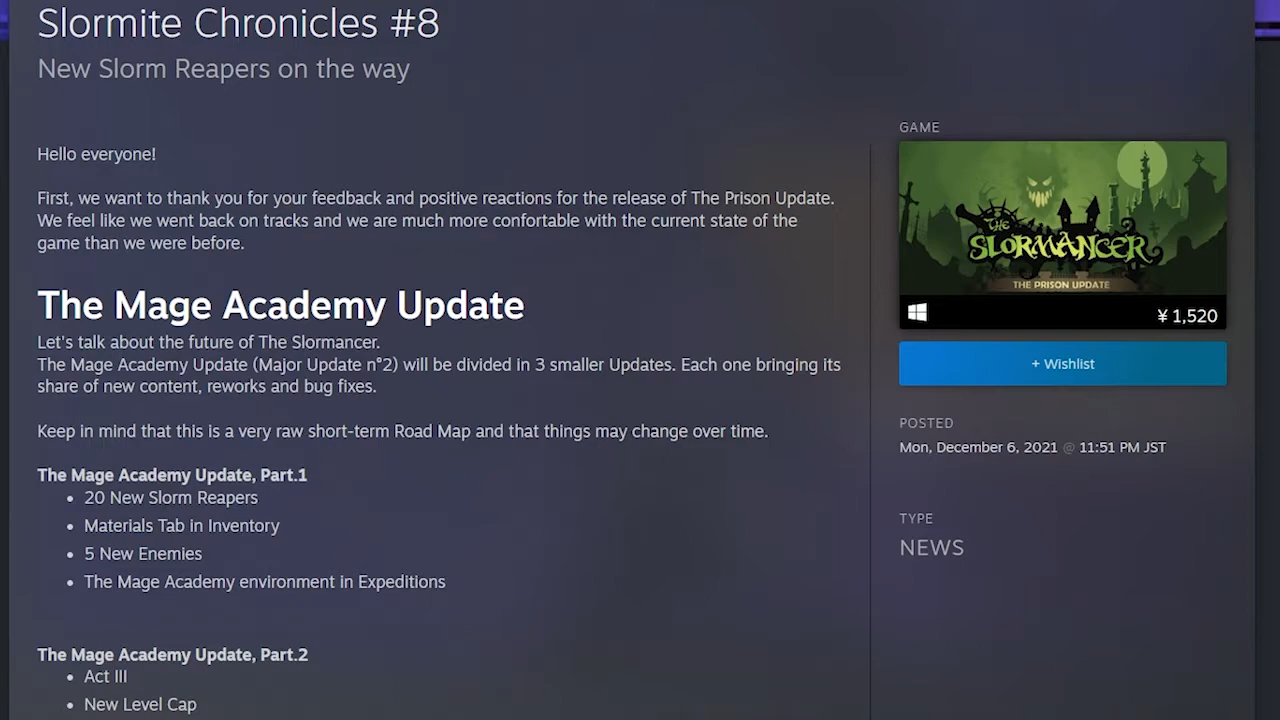 Slormite Chronicles #8
New Slorm Reapers on the way
Hello everyone!
First, we want to thank you for your feedback and positive reactions for the release of The Prison Update.
We feel like we went back on tracks and we are much more confortable with the current state of the
game than we were before.
The Mage Academy Update
Let's talk about the future of The Slormancer.
The Mage Academy Update (Major Update n°2) will be divided in 3 smaller Updates. Each one bringing its
share of new content, reworks and bug fixes.
Keep in mind that this is a very raw short-term Road Map and that things may change over time.
The Mage Academy Update, Part.1
• 20 New Slorm Reapers
• Materials Tab in Inventory
• 5 New Enemies
• The Mage Academy environment in Expeditions
The Mage Academy Update, Part.2
• Act III
• New Level Cap
GAME
THE
SLORMANCER
THE PRISON UPDATE
¥ 1,520
+ Wishlist
POSTED
Mon, December 6, 2021 @ 11:51 PM JST
TYPE
NEWS